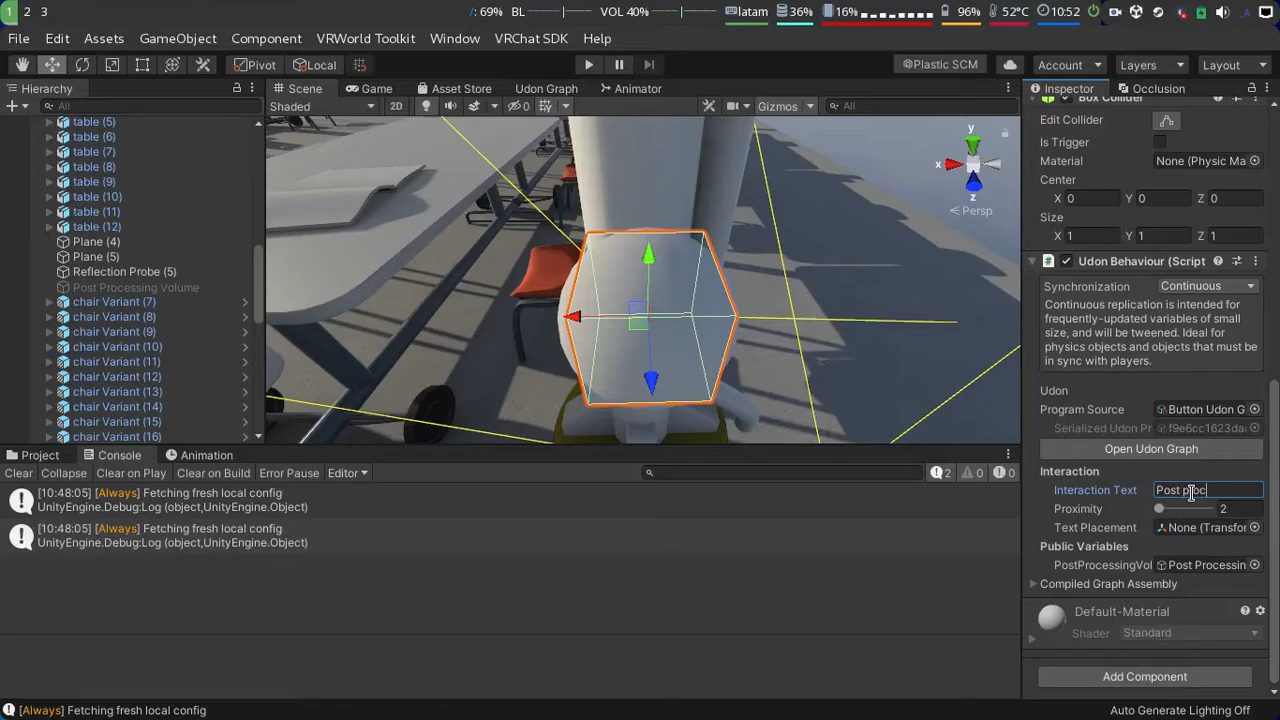 1 2 3 /: 69% BL VOL 40% latam 36% 16% 96% 52°C 10:52
File Edit Assets GameObject Component VRWorld Toolkit Window VRChat SDK Help
Pivot Local Plastic SCM Account Layers Layout
Hierarchy
All
table (5)
table (6)
table (7)
table (8)
table (9)
table (10)
table (11)
table (12)
Plane (4)
Plane (5)
Reflection Probe (5)
Post Processing Volume
chair Variant (7)
chair Variant (8)
chair Variant (9)
chair Variant (10)
chair Variant (11)
chair Variant (12)
chair Variant (13)
chair Variant (14)
chair Variant (15)
chair Variant (16)
Scene Game Asset Store Udon Graph Animator
Shaded 2D 0 Gizmos All
y
x
z
Persp
Inspector Occlusion
Box Collider
Edit Collider
Is Trigger
Material None (Physic Ma
Center
X 0 Y 0 Z 0
Size
X 1 Y 1 Z 1
Udon Behaviour (Script
Synchronization Continuous
Continuous replication is intended for
frequently-updated variables of small
size, and will be tweened. Ideal for
physics objects and objects that must be
in sync with players.
Udon
Program Source Button Udon G
Serialized Udon Pr f9e6cc1623da
Open Udon Graph
Interaction
Interaction Text Post proc
Proximity 2
Text Placement None (Transfor
Public Variables
PostProcessingVol Post Processin
Compiled Graph Assembly
Default-Material
Shader Standard
Add Component
Project Console Animation
Clear Collapse Clear on Play Clear on Build Error Pause Editor 2 0 0
[10:48:05] [Always] Fetching fresh local config
UnityEngine.Debug:Log (object,UnityEngine.Object)
[10:48:05] [Always] Fetching fresh local config
UnityEngine.Debug:Log (object,UnityEngine.Object)
[Always] Fetching fresh local config
Auto Generate Lighting Off